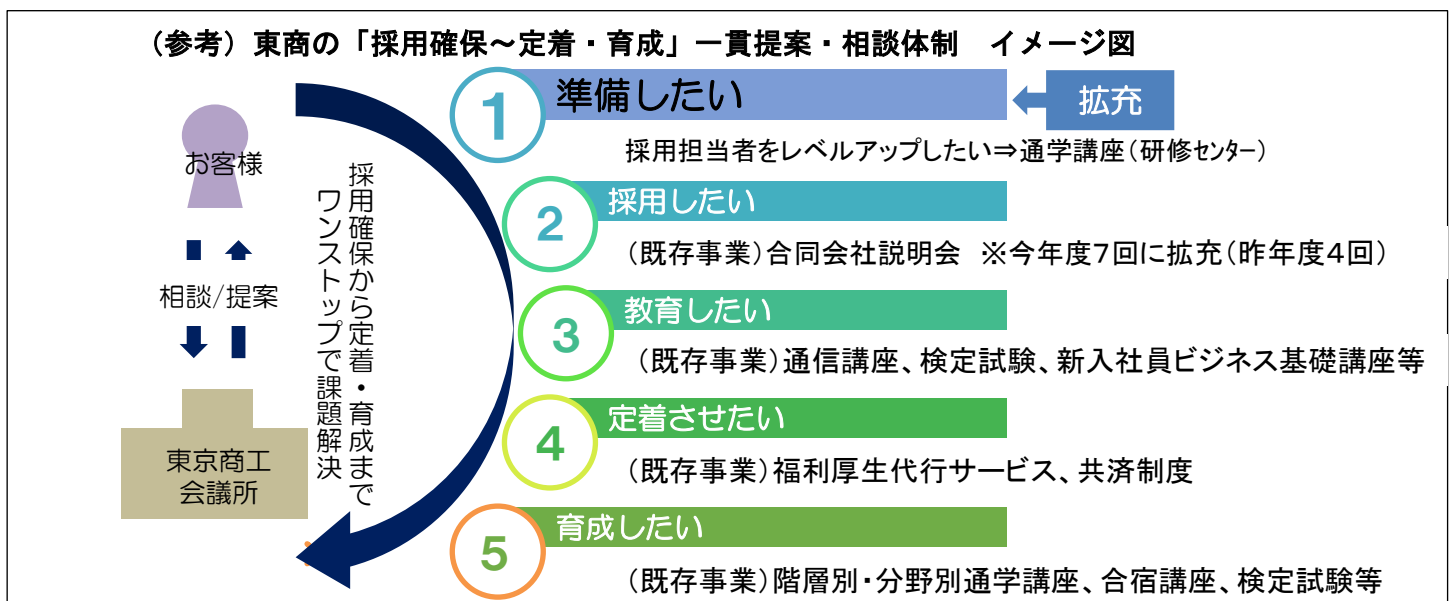 （参考）東商の「採用確保～定着・育成」一貫提案・相談体制　イメージ図
お客様
相談/提案
東京商工
会議所
採用確保から定着・育成まで
ワンストップで課題解決
1
準備したい
拡充
採用担当者をレベルアップしたい⇒通学講座（研修センター）
2
採用したい
（既存事業）合同会社説明会　※今年度７回に拡充（昨年度４回）
3
教育したい
（既存事業）通信講座、検定試験、新入社員ビジネス基礎講座等
4
定着させたい
（既存事業）福利厚生代行サービス、共済制度
5
育成したい
（既存事業）階層別・分野別通学講座、合宿講座、検定試験等